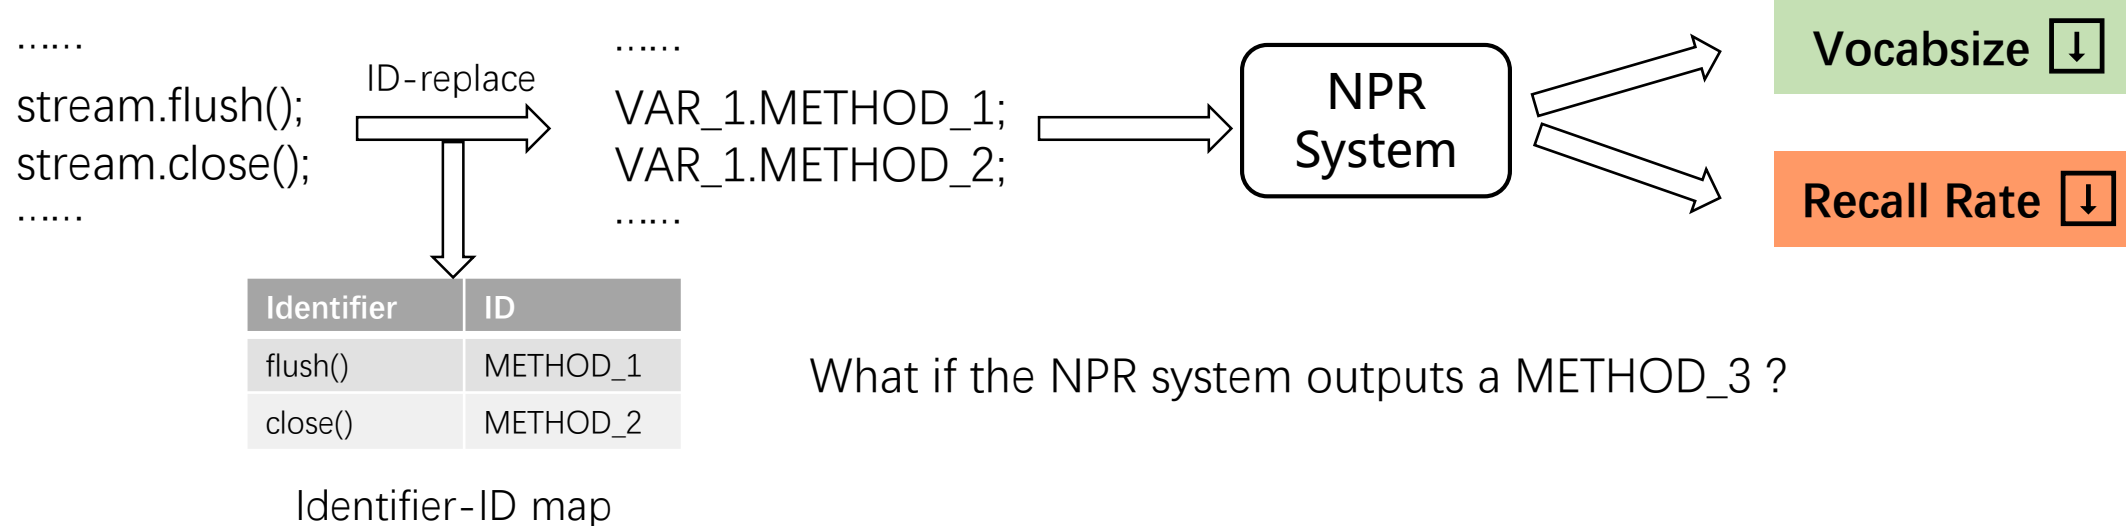 ……
stream.flush();
stream.close();
……
ID-replace
……
VAR_1.METHOD_1;
VAR_1.METHOD_2;
……
NPR
System
Vocabsize ↓
Recall Rate ↓
Identifier ID
flush() METHOD_1
close() METHOD_2
Identifier-ID map
What if the NPR system outputs a METHOD_3 ?